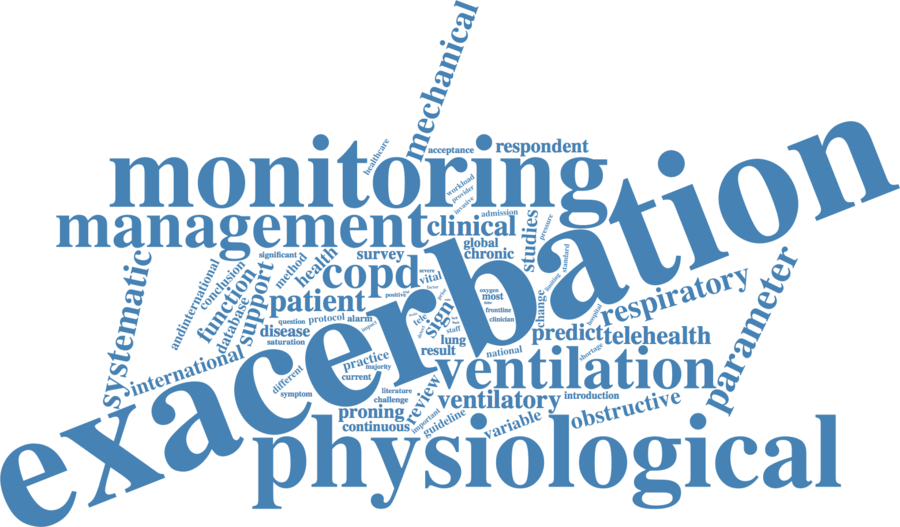 mechanical
healthcare
acceptance
respondent
monitoring
workload
provider
invasive
admission
management
clinical
studies
pressure
exacerbation
systematic
andinternational
conclusion
significant
method
health
survey
global
chronic
standard
function
support
database
copd
severe
vital
factor
positive
patient
sign
oxygen
most
frontline
clinician
change
limiting
hospital
respiratory
parameter
question
protocol
alarm
impact
tele
staff
disease
saturation
lung
result
national
predict
telehealth
shortage
international
practice
majority
current
different
symptom
review
ventilation
literature
challenge
ventilatory
introduction
proning
continuous
important
guideline
variable
obstructive
physiological